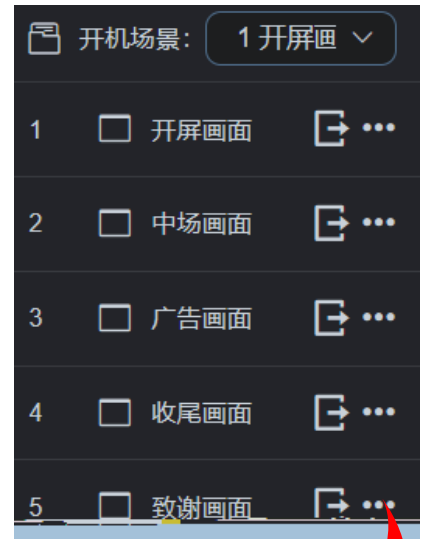 开机场景： 1 开屏画
1 开屏画面
2 中场画面
3 广告画面
4 收尾画面
5 致谢画面